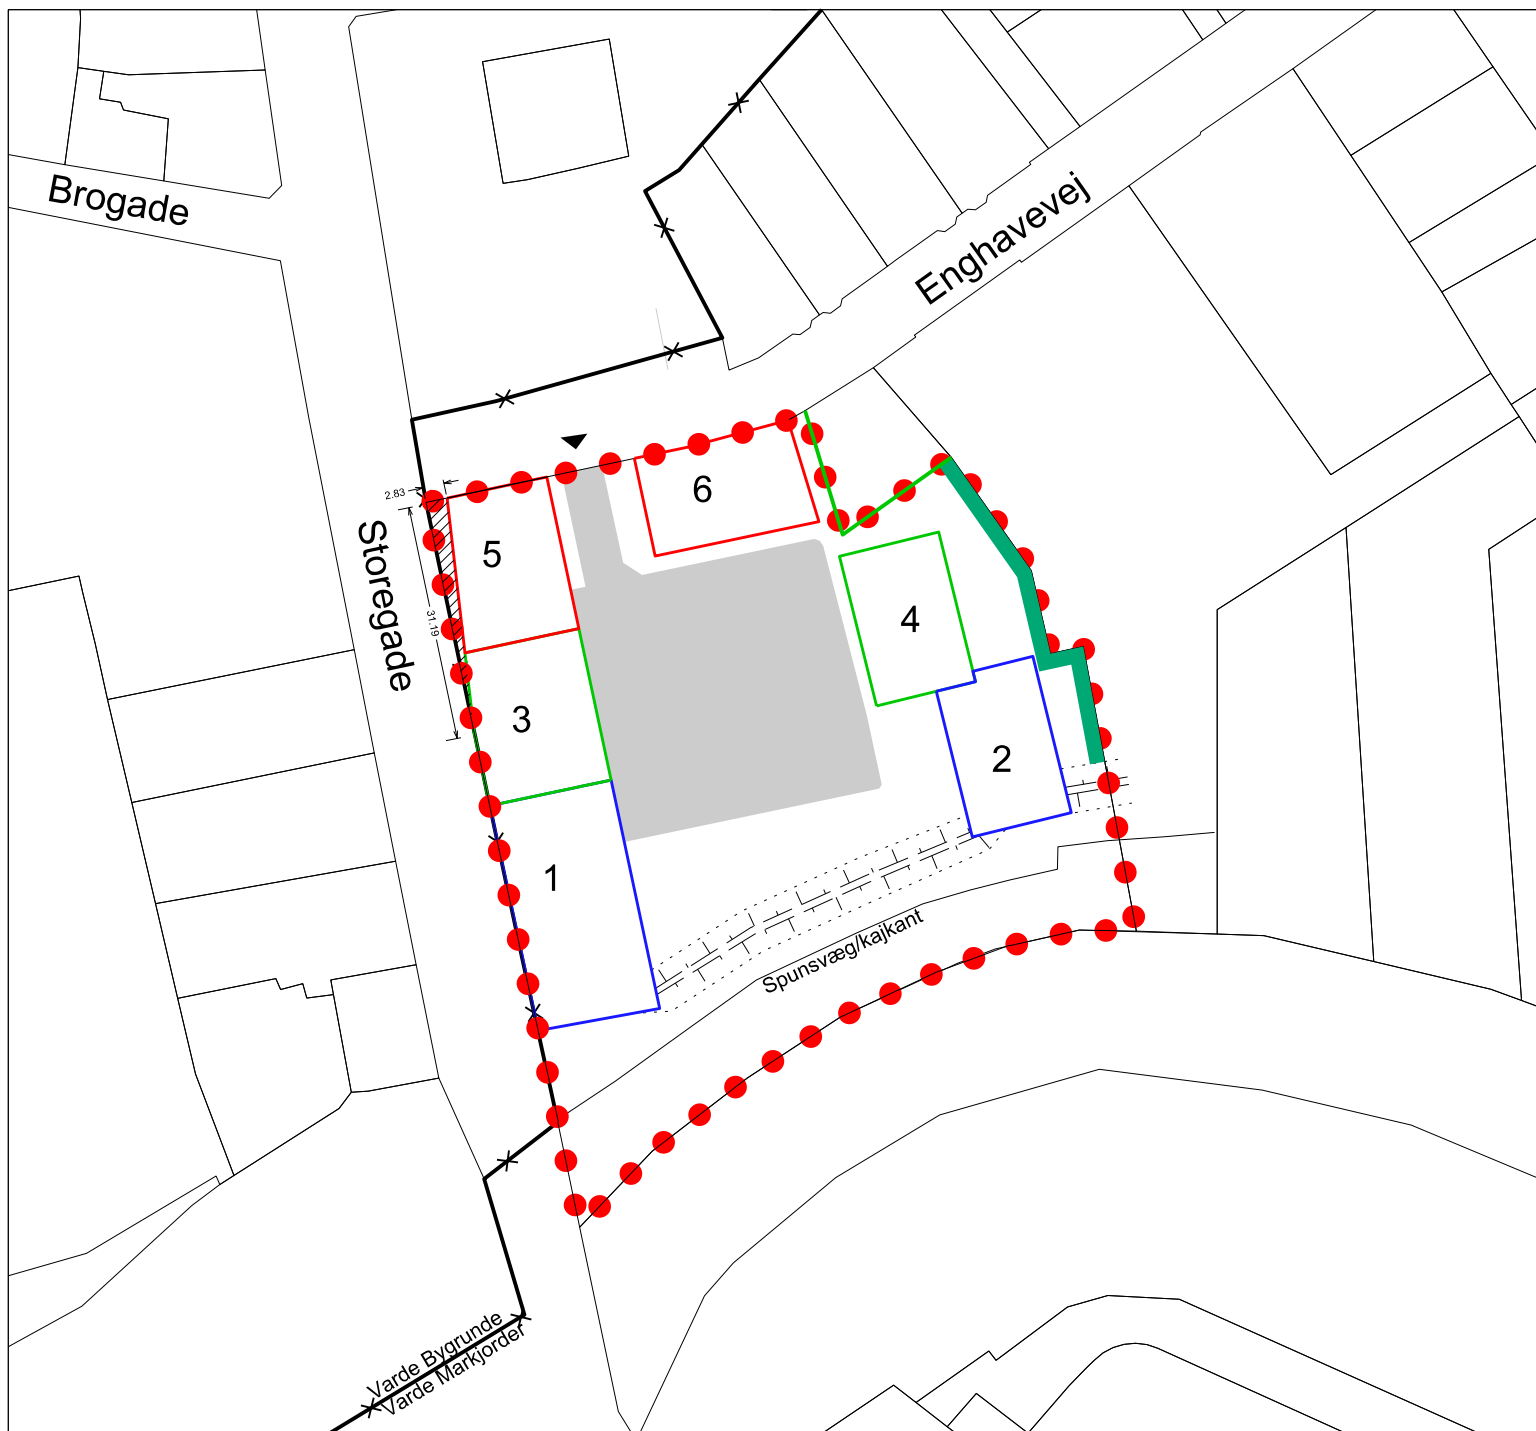 Brogade
Enghavevej
2.83
6
5
Storegade
31.19
4
3
2
1
Spunsvæg/kajkant
Varde Bygrunde
Varde Markjorder